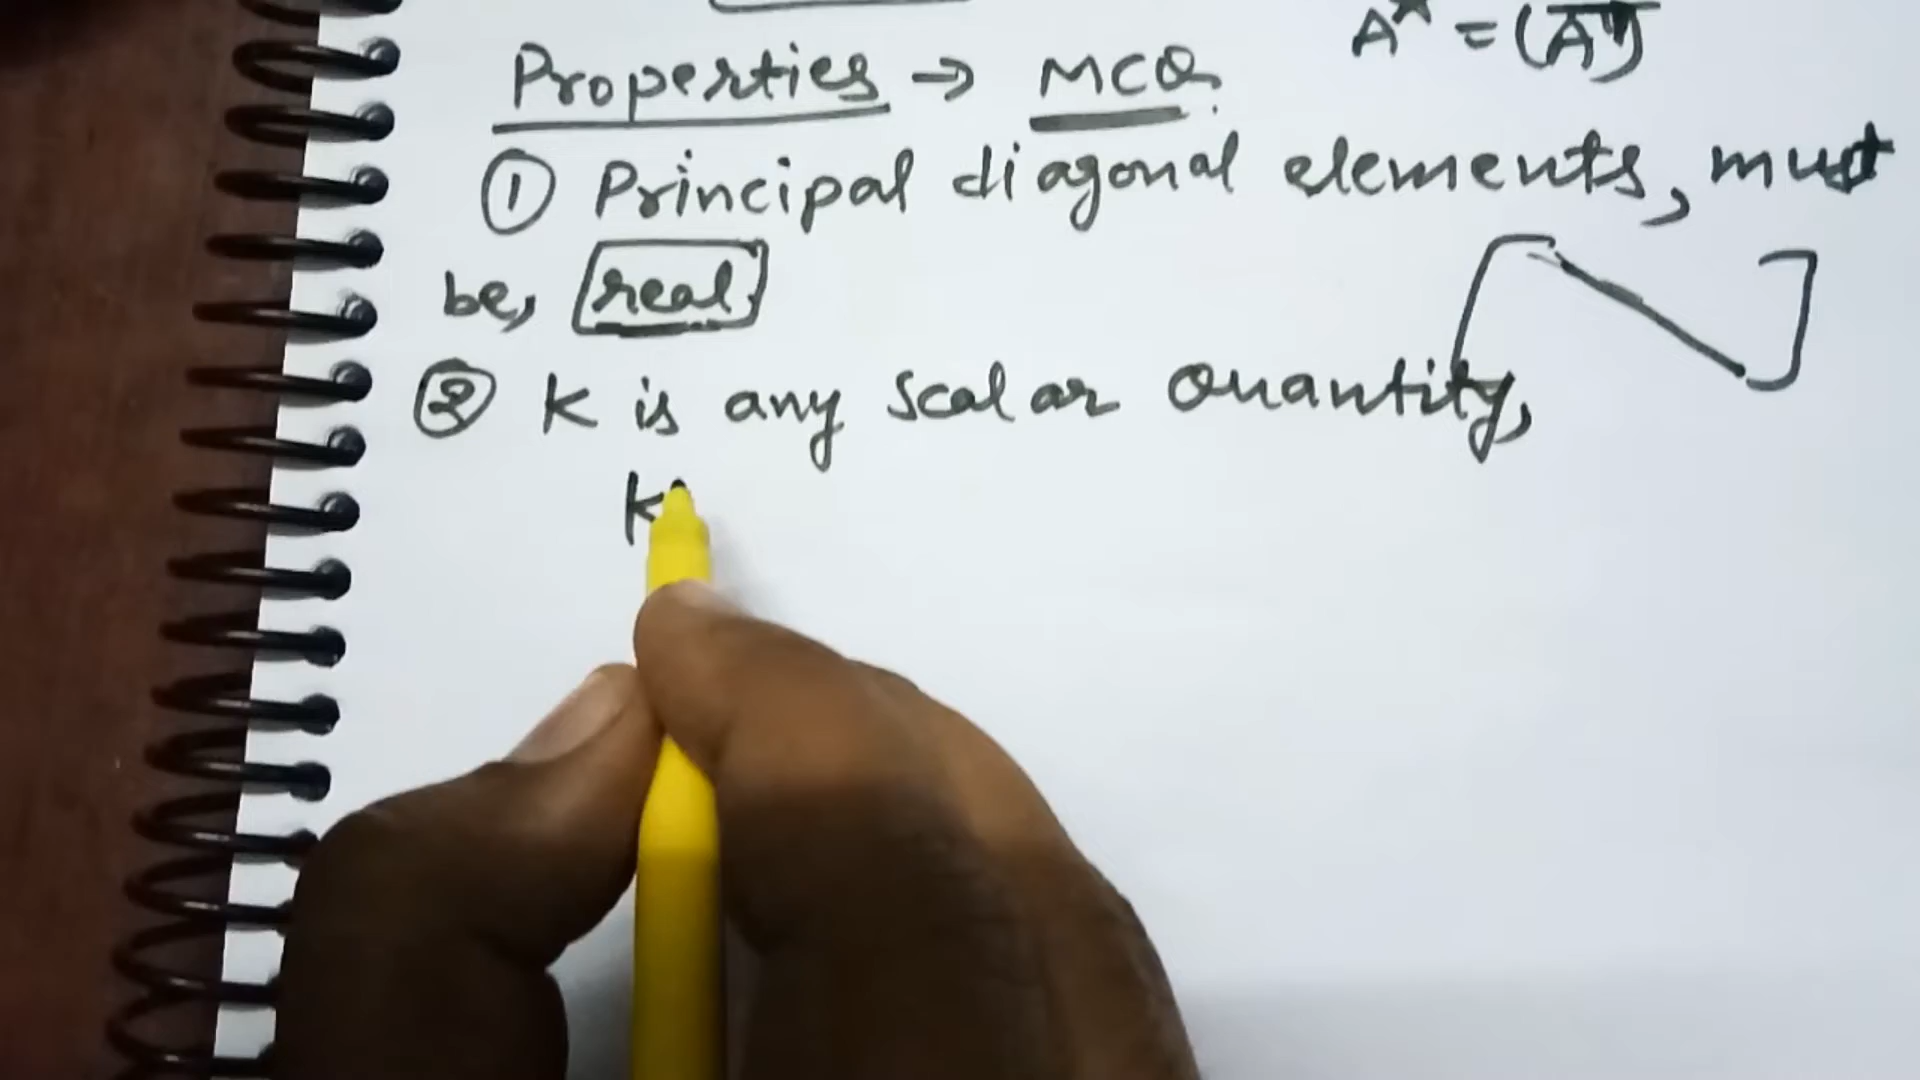 A* = (A̅')
Properties → MCQ.
① Principal diagonal elements, must
be, real
② K is any scalar Quantity,
K